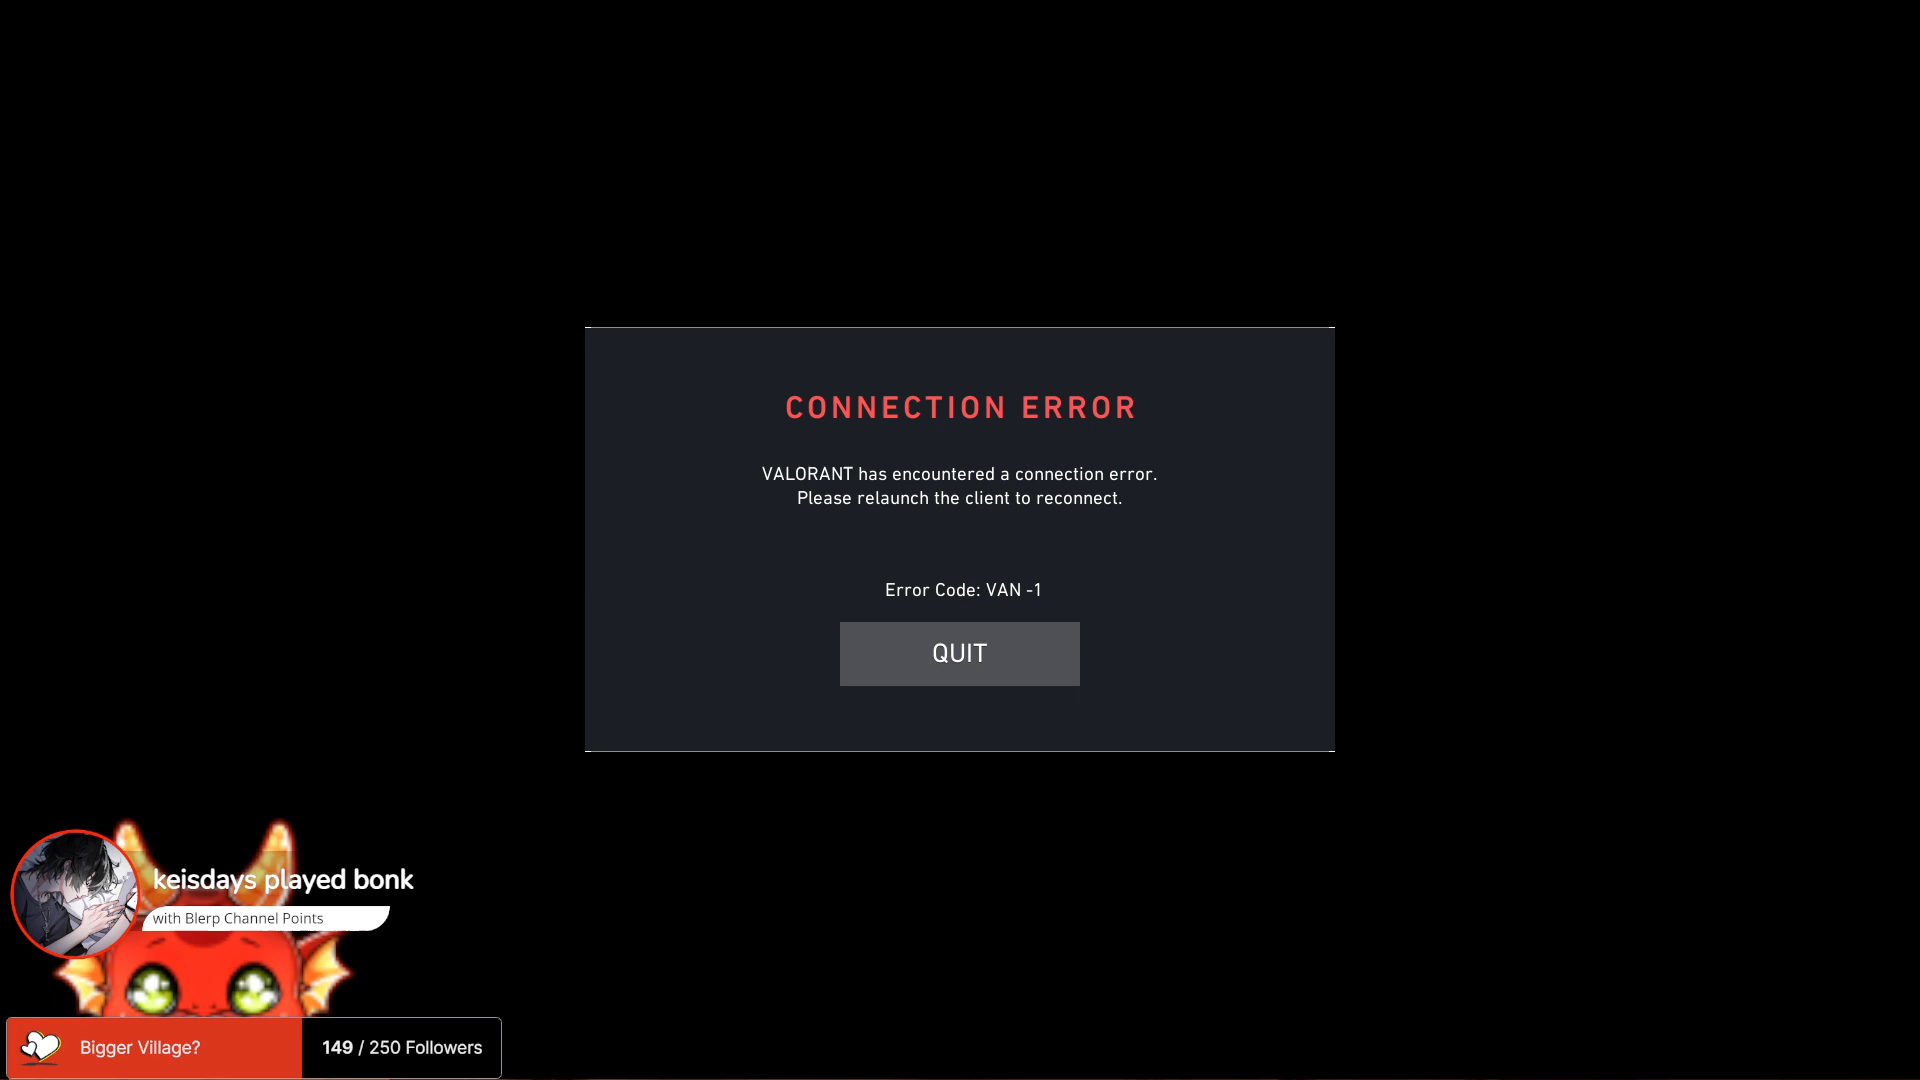 CONNECTION ERROR
VALORANT has encountered a connection error.
Please relaunch the client to reconnect.
Error Code: VAN -1
QUIT
keisdays played bonk
with Blerp Channel Points
Bigger Village?
149 / 250 Followers